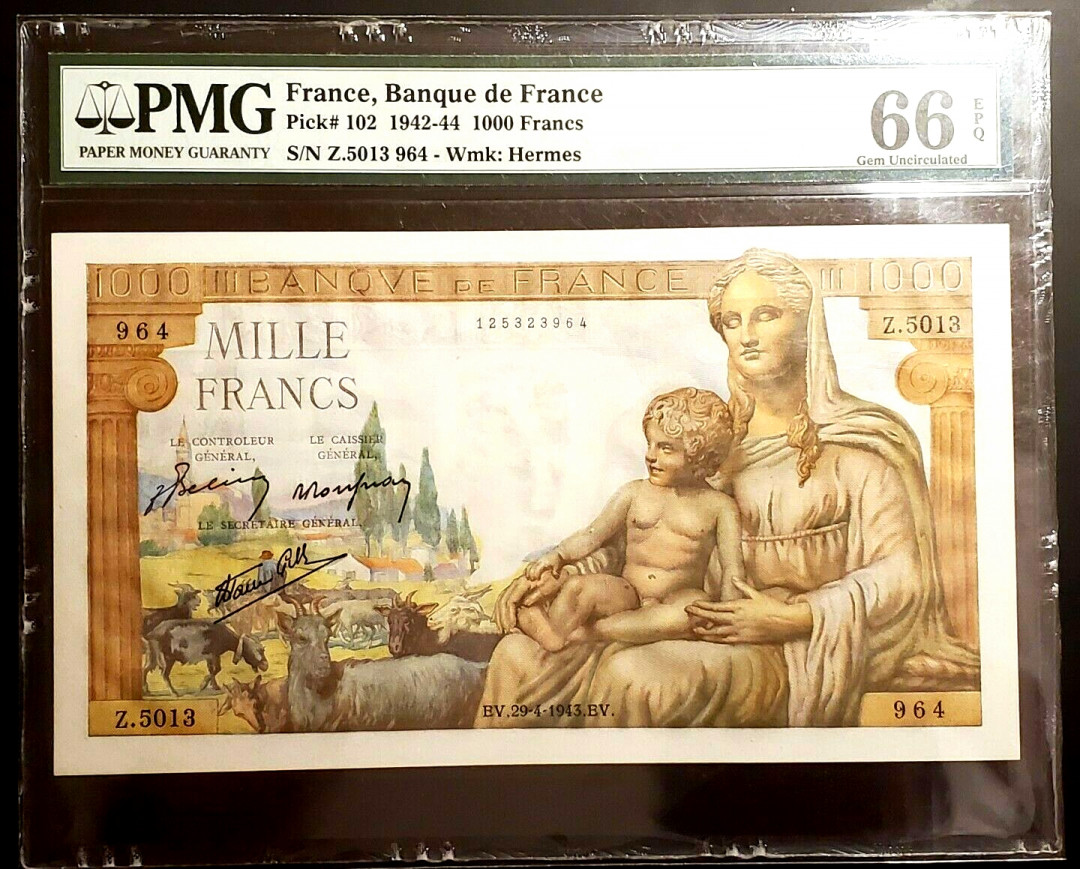 PMG
PAPER MONEY GUARANTY
France, Banque de France
Pick# 102 1942-44 1000 Francs
S/N Z.5013 964 - Wmk: Hermes
66 EPQ
Gem Uncirculated
1000 BANQVE DE FRANCE 1000
964
125323964
Z.5013
MILLE
FRANCS
LE CONTROLEUR GÉNÉRAL,
LE CAISSIER GÉNÉRAL,
LE SECRÉTAIRE GÉNÉRAL,
Z.5013
BV.29-4-1943.BV.
964